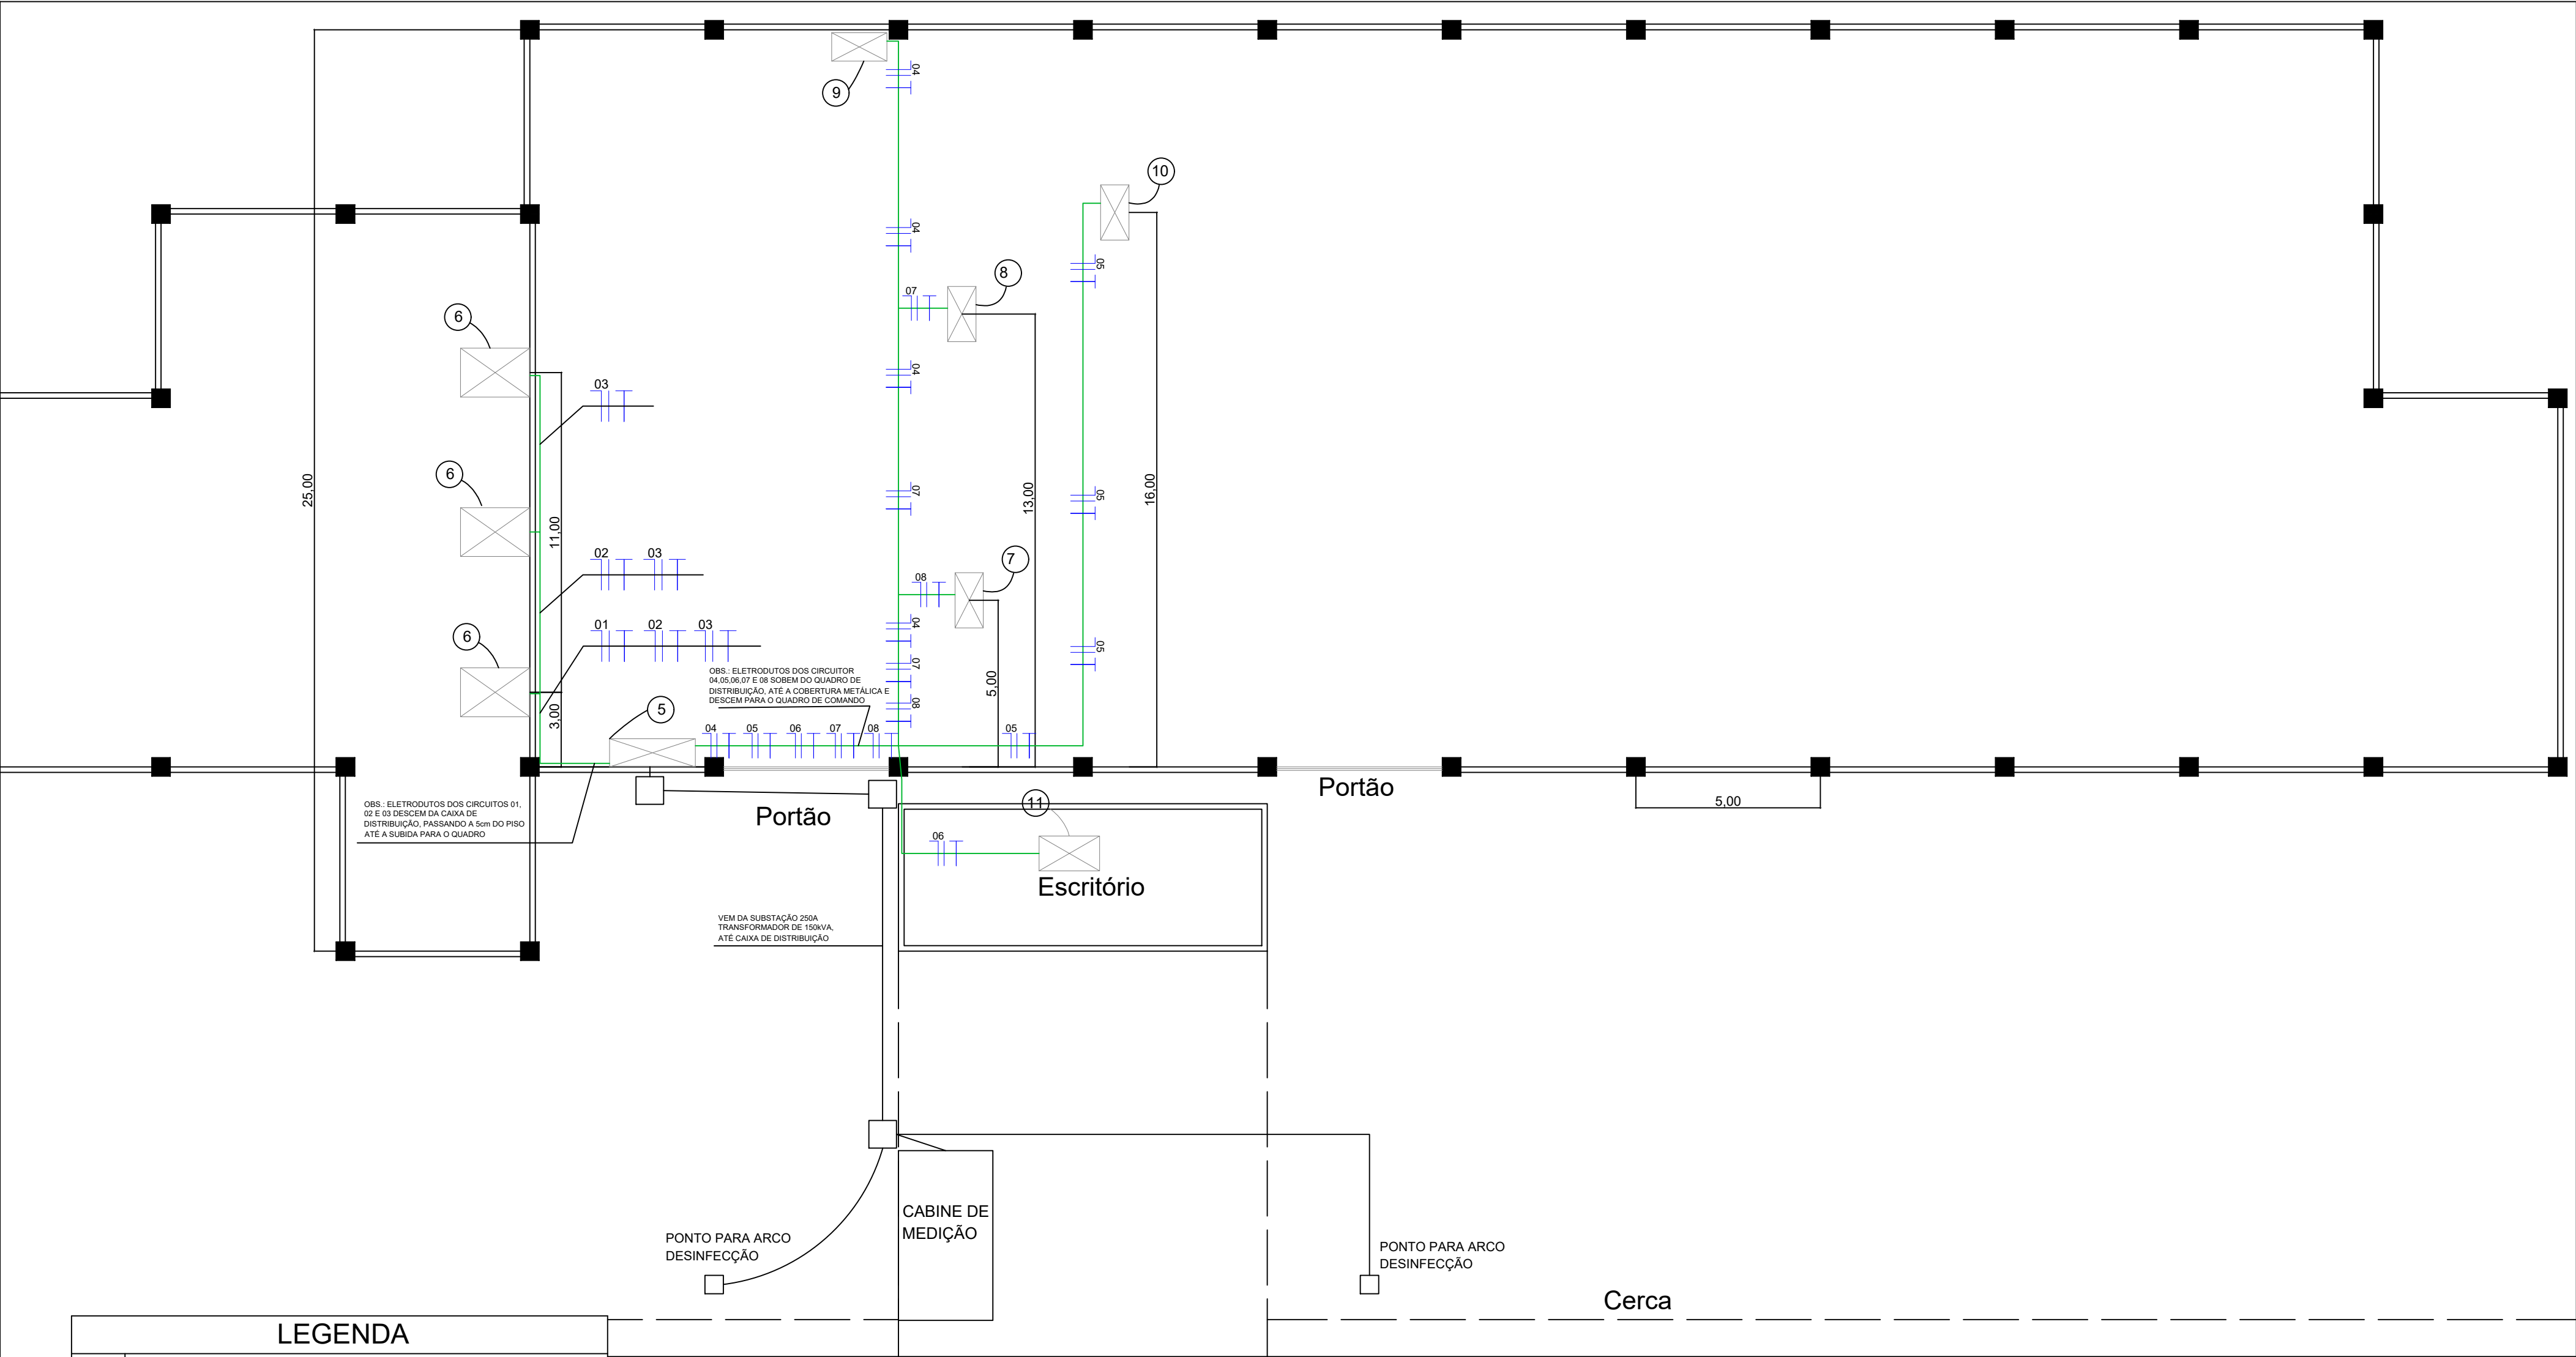 04
9
10
04
05
8
07
6
04
03
25,00
13,00
16,00
6
07
05
11,00
02 03
7
08
6
01 02 03
04
05
07
OBS.: ELETRODUTOS DOS CIRCUITOR
04,05,06,07 E 08 SOBEM DO QUADRO DE
DISTRIBUIÇÃO, ATÉ A COBERTURA METÁLICA E
DESCEM PARA O QUADRO DE COMANDO
5,00
08
3,00
5
04 05 06 07 08
05
Portão
Portão
5,00
11
OBS.: ELETRODUTOS DOS CIRCUITOS 01,
02 E 03 DESCEM DA CAIXA DE
DISTRIBUIÇÃO, PASSANDO A 5cm DO PISO
ATÉ A SUBIDA PARA O QUADRO
06
Escritório
VEM DA SUBSTAÇÃO 250A
TRANSFORMADOR DE 150kVA,
ATÉ CAIXA DE DISTRIBUIÇÃO
CABINE DE
MEDIÇÃO
PONTO PARA ARCO
DESINFECÇÃO
PONTO PARA ARCO
DESINFECÇÃO
Cerca
LEGENDA